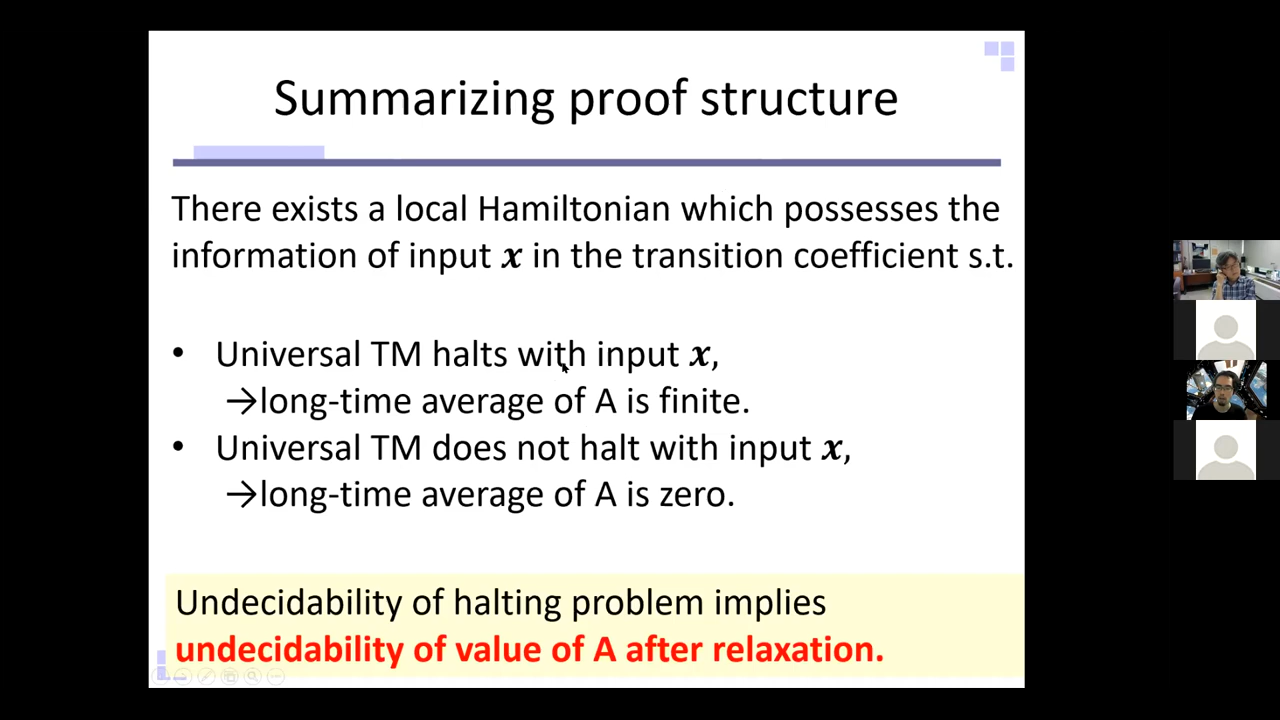 Summarizing proof structure
There exists a local Hamiltonian which possesses the
information of input x in the transition coefficient s.t.
• Universal TM halts with input x,
→long-time average of A is finite.
• Universal TM does not halt with input x,
→long-time average of A is zero.
Undecidability of halting problem implies
undecidability of value of A after relaxation.